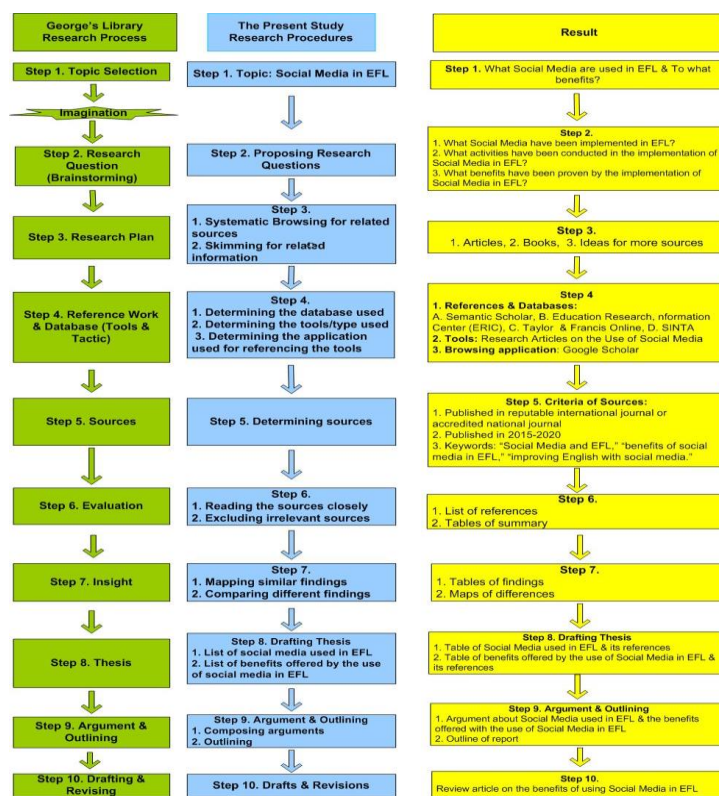 George's Library
Research Process
Step 1. Topic Selection
Imagination
Step 2. Research
Question
(Brainstorming)
Step 3. Research Plan
Step 4. Reference Work
& Database (Tools &
Tactic)
Step 5. Sources
Step 6. Evaluation
Step 7. Insight
Step 8. Thesis
Step 9. Argument &
Outlining
Step 10. Drafting &
Revising
The Present Study
Research Procedures
Step 1. Topic: Social Media in EFL
Step 2. Proposing Research
Questions
Step 3.
1. Systematic Browsing for related
sources
2. Skimming for related
information
Step 4.
1. Determining the database used
2. Determining the tools/type used
3. Determining the application
used for referencing the tools
Step 5. Determining sources
Step 6.
1. Reading the sources closely
2. Excluding irrelevant sources
Step 7.
1. Mapping similar findings
2. Comparing different findings
Step 8. Drafting Thesis
1. List of social media used in EFL
2. List of benefits offered by the use
of social media in EFL
Step 9. Argument & Outlining
1. Composing arguments
2. Outlining
Step 10. Drafts & Revisions
Result
Step 1. What Social Media are used in EFL & To what
benefits?
Step 2.
1. What Social Media have been implemented in EFL?
2. What activities have been conducted in the implementation of
Social Media in EFL?
3. What benefits have been proven by the implementation of
Social Media in EFL?
Step 3.
1. Articles, 2. Books, 3. Ideas for more sources
Step 4
1. References & Databases:
A. Semantic Scholar, B. Education Research, nformation
Center (ERIC), C. Taylor & Francis Online, D. SINTA
2. Tools: Research Articles on the Use of Social Media
3. Browsing application: Google Scholar
Step 5. Criteria of Sources:
1. Published in reputable international journal or
accredited national journal
2. Published in 2015-2020
3. Keywords: "Social Media and EFL," "benefits of social
media in EFL," "improving English with social media."
Step 6.
1. List of references
2. Tables of summary
Step 7.
1. Tables of findings
2. Maps of differences
Step 8. Drafting Thesis
1. Table of Social Media used in EFL & its references
2. Table of benefits offered by the use of Social Media in EFL &
its references
Step 9. Argument & Outlining
1. Argument about Social Media used in EFL & the benefits
offered with the use of Social Media in EFL
2. Outline of report
Step 10.
Review article on the benefits of using Social Media in EFL